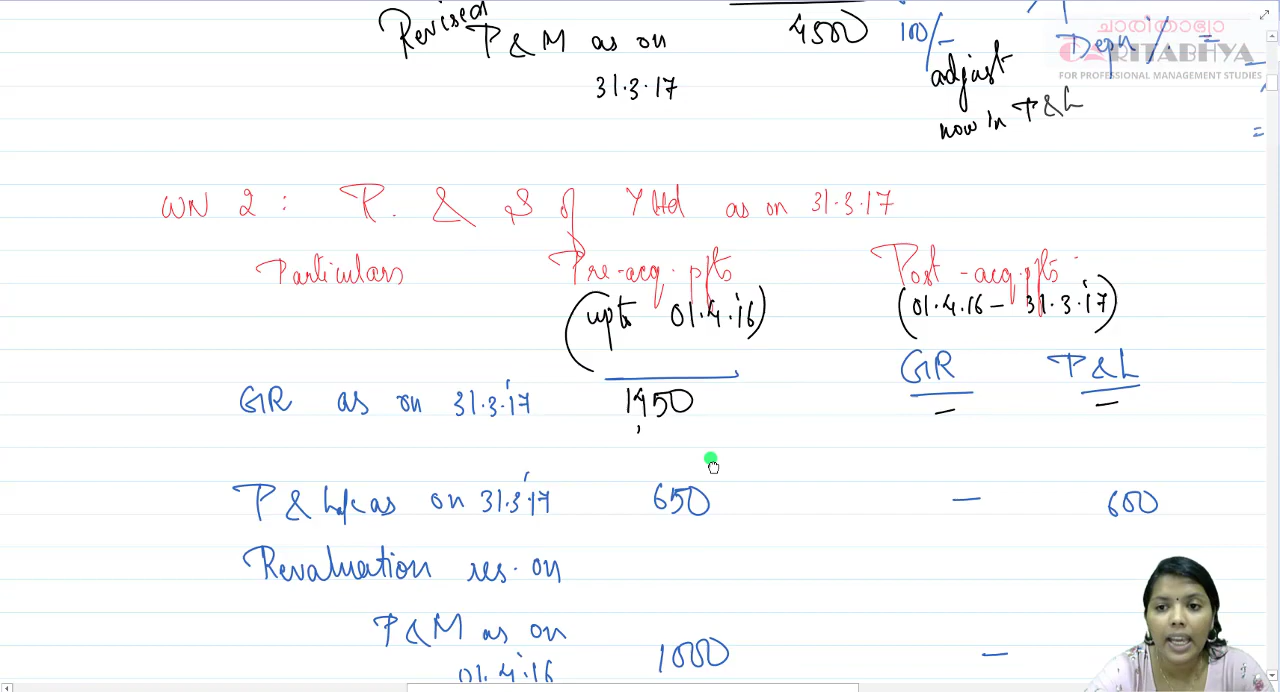 Revised
P & M as on
31.3.17
4500
100/-
adjust
now in P&L
Depn %. =
ചാരിതാഭ്യാ
CARITABHYA
FOR PROFESSIONAL MANAGEMENT STUDIES
=
WN 2 : P. & S of Y Ltd as on 31.3.17
Particulars Pre-acq. pfts Post-acq. pfts
(upto 01.4.16) (01.4.16 – 31.3.17)
GR P & L
GR as on 31.3.17 1950 – –
P & L a/c as on 31.3.17 650 – 600
Revaluation res. on
P & M as on
01.4.16 1000 –